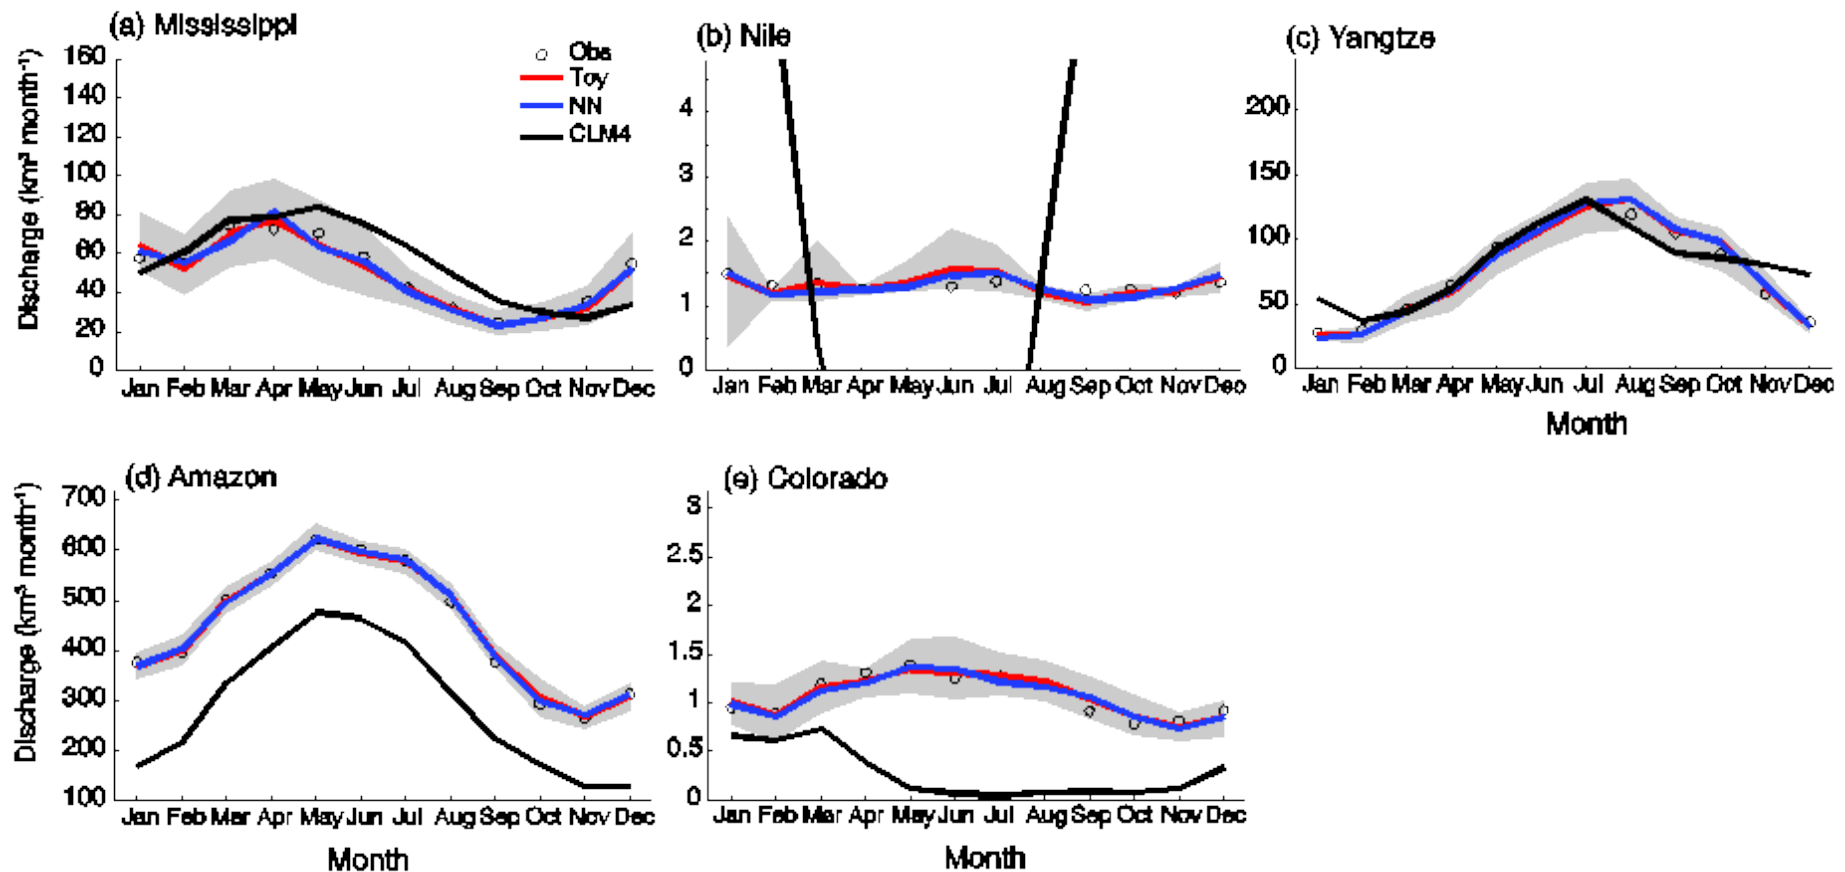 (a) Mississippi
Discharge (km³ month⁻¹)
160
140
120
100
80
60
40
20
0
Jan Feb Mar Apr May Jun Jul Aug Sep Oct Nov Dec
Obs
Toy
NN
CLM4
(b) Nile
4
3
2
1
0
Jan Feb Mar Apr May Jun Jul Aug Sep Oct Nov Dec
(c) Yangtze
200
150
100
50
0
Jan Feb Mar Apr May Jun Jul Aug Sep Oct Nov Dec
Month
(d) Amazon
Discharge (km³ month⁻¹)
700
600
500
400
300
200
100
Jan Feb Mar Apr May Jun Jul Aug Sep Oct Nov Dec
Month
(e) Colorado
3
2.5
2
1.5
1
0.5
0
Jan Feb Mar Apr May Jun Jul Aug Sep Oct Nov Dec
Month